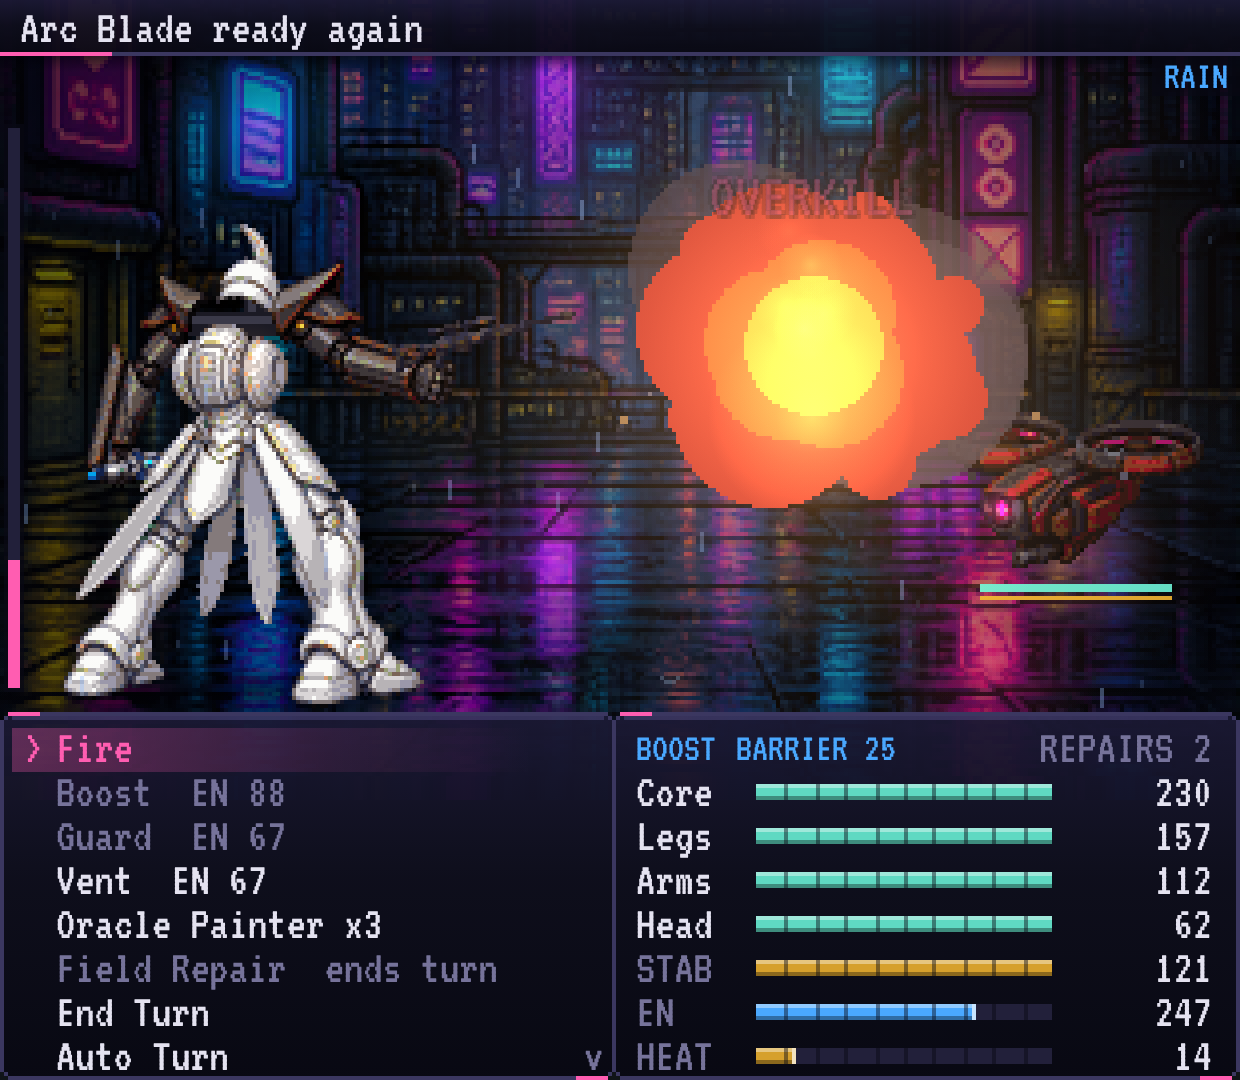 Arc Blade ready again
RAIN
OVERKILL
> Fire
Boost EN 88
Guard EN 67
Vent EN 67
Oracle Painter x3
Field Repair ends turn
End Turn
Auto Turn v
BOOST BARRIER 25 REPAIRS 2
Core 230
Legs 157
Arms 112
Head 62
STAB 121
EN 247
HEAT 14